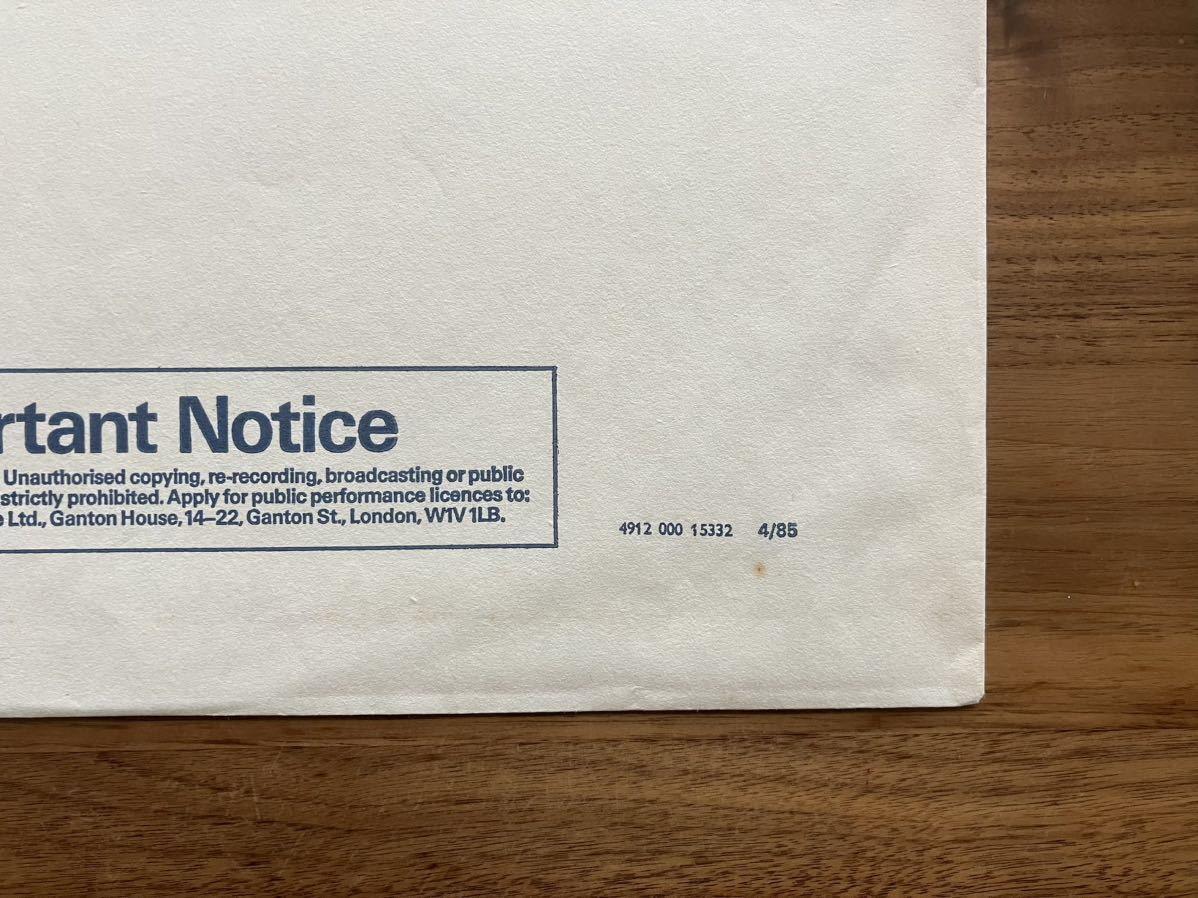 rtant Notice
Unauthorised copying, re-recording, broadcasting or public
strictly prohibited. Apply for public performance licences to:
e Ltd., Ganton House, 14–22, Ganton St., London, W1V 1LB.
4912 000 15332 4/85